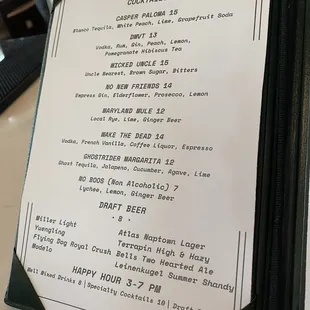 COCKTAILS
CASPER PALOMA 15
Blanco Tequila, White Peach, Lime, Grapefruit Soda
DMVT 13
Vodka, Rum, Gin, Peach, Lemon,
Pomegranate Hibiscus Tea
WICKED UNCLE 15
Uncle Nearest, Brown Sugar, Bitters
NO NEW FRIENDS 14
Empress Gin, Elderflower, Prosecco, Lemon
MARYLAND MULE 12
Local Rye, Lime, Ginger Beer
MAKE THE DEAD 14
Vodka, French Vanilla, Coffee Liquor, Espresso
GHOSTRIDER MARGARITA 12
Ghost Tequila, Jalapeno, Cucumber, Agave, Lime
NO BOOS (Non Alcoholic) 7
Lychee, Lemon, Ginger Beer
DRAFT BEER
- 8 -
Miller Light
Yuengling
Flying Dog Royal Crush
Modelo
Atlas Naptown Lager
Terrapin High & Hazy
Bells Two Hearted Ale
Leinenkugel Summer Shandy
HAPPY HOUR 3-7 PM
Rail Mixed Drinks 8 | Specialty Cocktails 10 | Draft